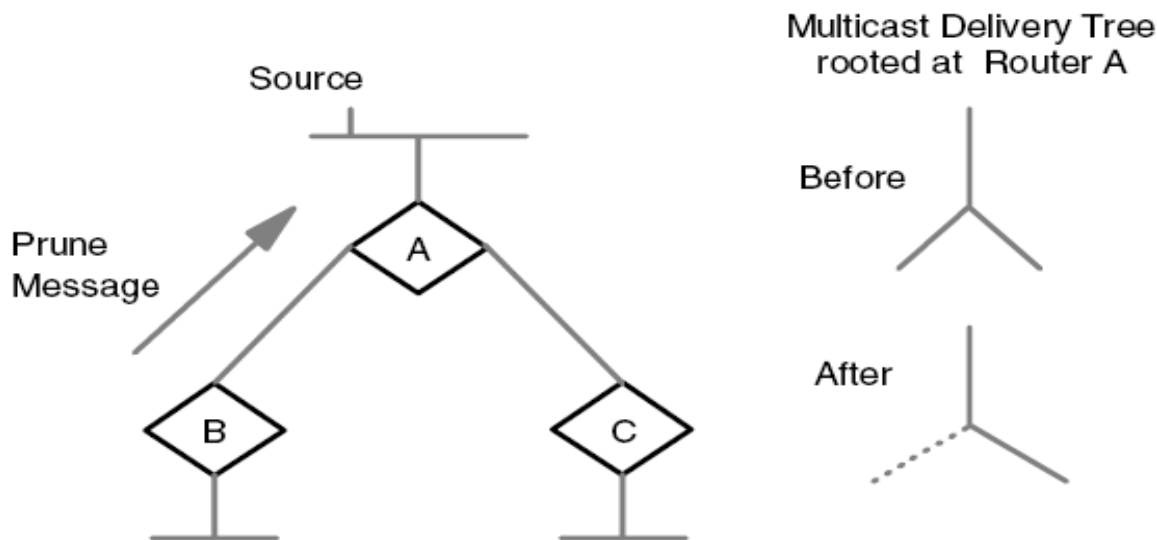 Multicast Delivery Tree
rooted at Router A
Source
Before
Prune
Message
A
After
B
C